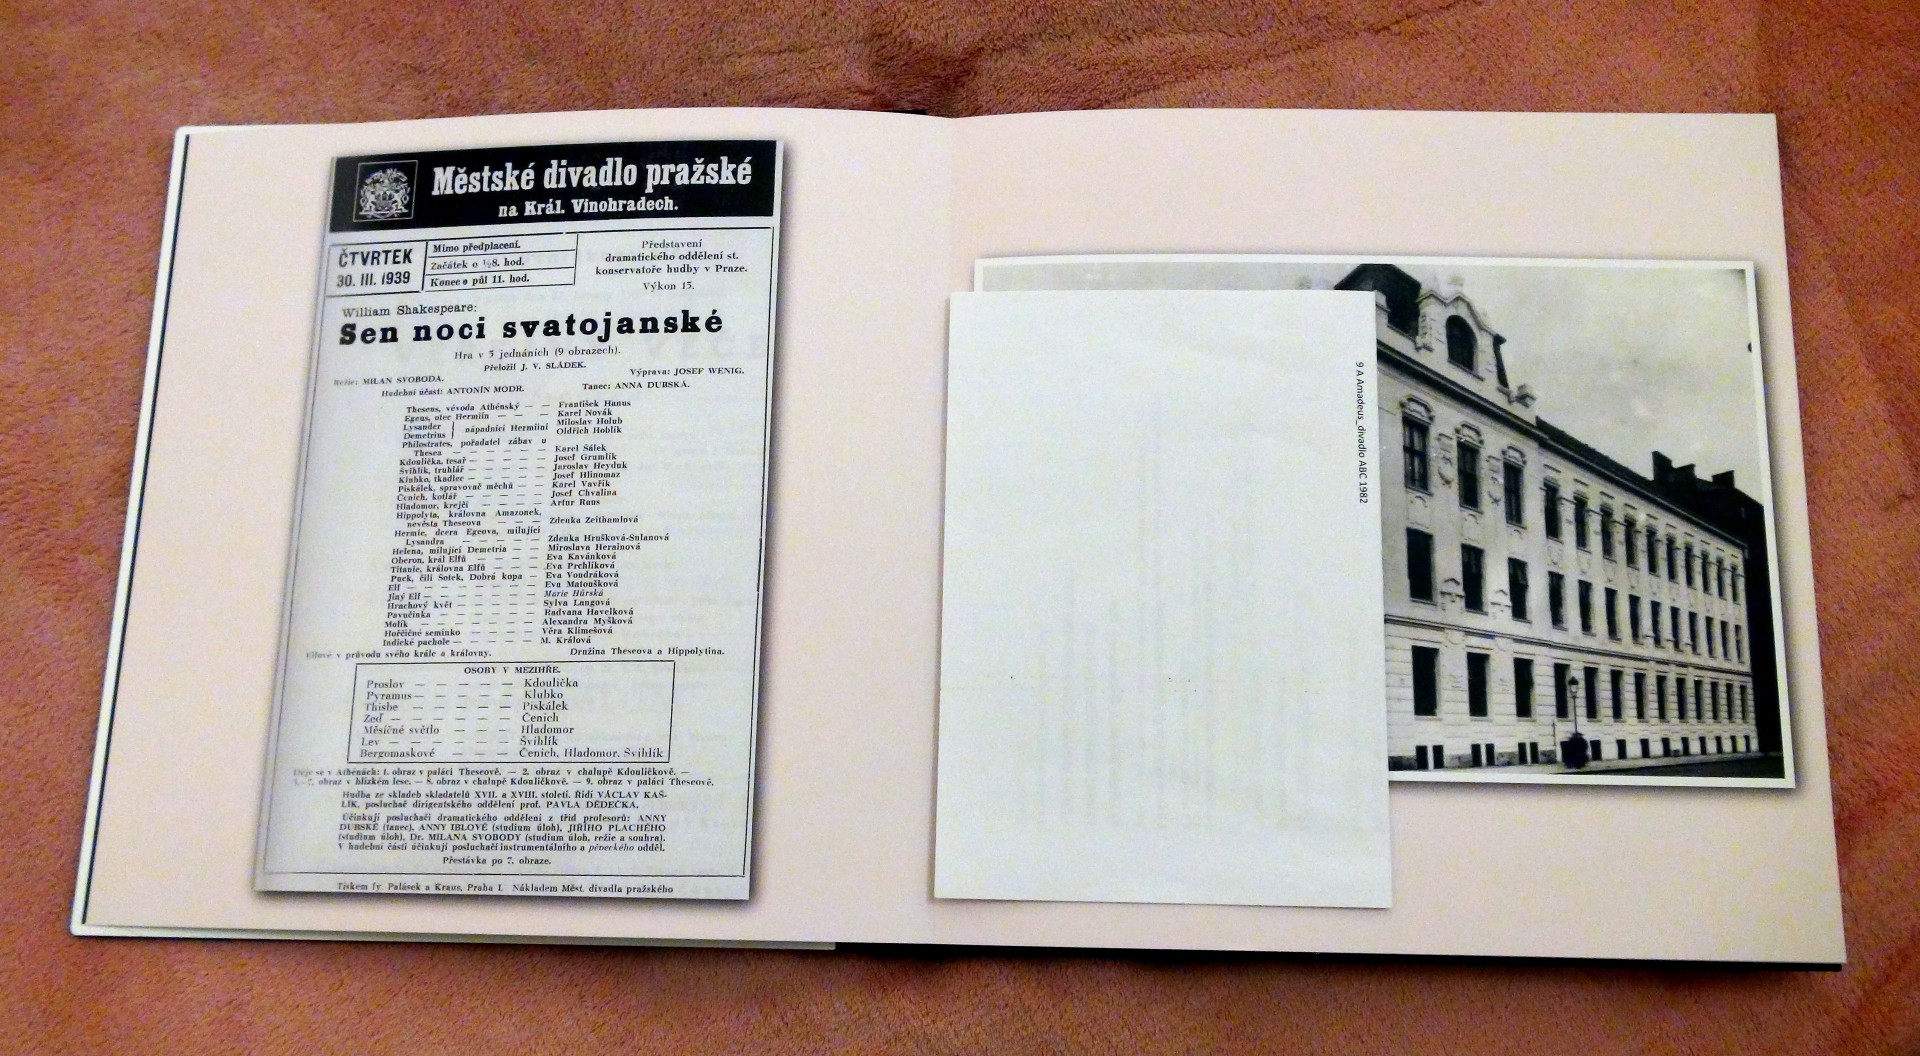 Městské divadlo pražské
na Král. Vinohradech.
ČTVRTEK
30. III. 1939
Mimo předplacení.
Začátek o ½8. hod.
Konec o půl 11. hod.
Představení
dramatického oddělení st.
konservatoře hudby v Praze.
Výkon 15.
William Shakespeare:
Sen noci svatojanské
Hra v 5 jednáních (9 obrazech).
Přeložil J. V. SLÁDEK.
Režie: MILAN SVOBODA. Výprava: JOSEF WENIG.
Hudební účast: ANTONÍN MODR. Tanec: ANNA DUBSKÁ.
Theseus, vévoda Athénský — — František Hanus
Egeus, otec Hermiin — — — Karel Novák
Lysander } nápadníci Hermiini Miloslav Holub
Demetrius } Oldřich Hoblík
Philostrates, pořadatel zábav u
Thesea — — — — — Karel Šálek
Kdoulička, tesař — — — — Josef Grumlík
Švihlík, truhlář — — — — Jaroslav Heyduk
Klubko, tkadlec — — — — Josef Hlinomaz
Pískálek, spravovač měchů — — Karel Vavřík
Čenich, kotlář — — — — Josef Chvalina
Hladomor, krejčí — — — Artur Raus
Hippolyta, královna Amazonek,
nevěsta Theseova — — — Zdenka Zeithamlová
Hermie, dcera Egeova, milující
Lysandra — — — — — Zdenka Hrušková-Sulanová
Helena, milující Demetria — — Miroslava Herainová
Oberon, král Elfů — — — — Eva Kavánková
Titanie, královna Elfů — — — Eva Prchlíková
Puck, čili Šotek, Dobrá kopa — Eva Vondráková
Elf — — — — — — Eva Matoušková
Jiný Elf — — — — — Marie Hůrská
Hrachový květ — — — — Sylva Langová
Pavučinka — — — — — Radvana Havelková
Molík — — — — — — Alexandra Myšková
Hořčičné semínko — — — — Věra Klimešová
Indické pachole — — — — M. Králová
Elfové v průvodu svého krále a královny. Družina Theseova a Hippolytina.
OSOBY V MEZIHŘE.
Proslov — — — — — Kdoulička
Pyramus — — — — — Klubko
Thisbe — — — — — Pískálek
Zeď — — — — — — Čenich
Měsíčné světlo — — — Hladomor
Lev — — — — — — Švihlík
Bergomaskové — — — Čenich, Hladomor, Švihlík
Děje se v Athénách: 1. obraz v paláci Theseově. — 2. obraz v chalupě Kdouličkově. —
3.—7. obraz v blízkém lese. — 8. obraz v chalupě Kdouličkově. — 9. obraz v paláci Theseově.
Hudba ze skladeb skladatelů XVII. a XVIII. století. Řídí VÁCLAV KAŠ-
LÍK, posluchač dirigentského oddělení prof. PAVLA DĚDEČKA.
Účinkují posluchači dramatického oddělení z tříd profesorů: ANNY
DUBSKÉ (tanec), ANNY IBLOVÉ (studium úloh), JIŘÍHO PLACHÉHO
(studium úloh), Dr. MILANA SVOBODY (studium úloh, režie a souhra).
V hudební části účinkují posluchači instrumentálního a pěveckého odděl.
Přestávka po 7. obraze.
Tiskem fy. Palásek a Kraus, Praha I. Nákladem Měst. divadla pražského
9 A Amadeus_divadlo ABC 1982